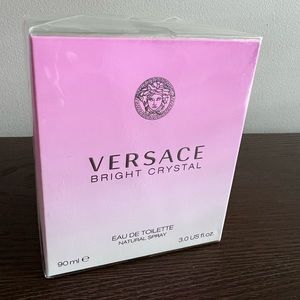 VERSACE
BRIGHT CRYSTAL
EAU DE TOILETTE
NATURAL SPRAY
90 ml ℮ 3.0 US fl.oz.